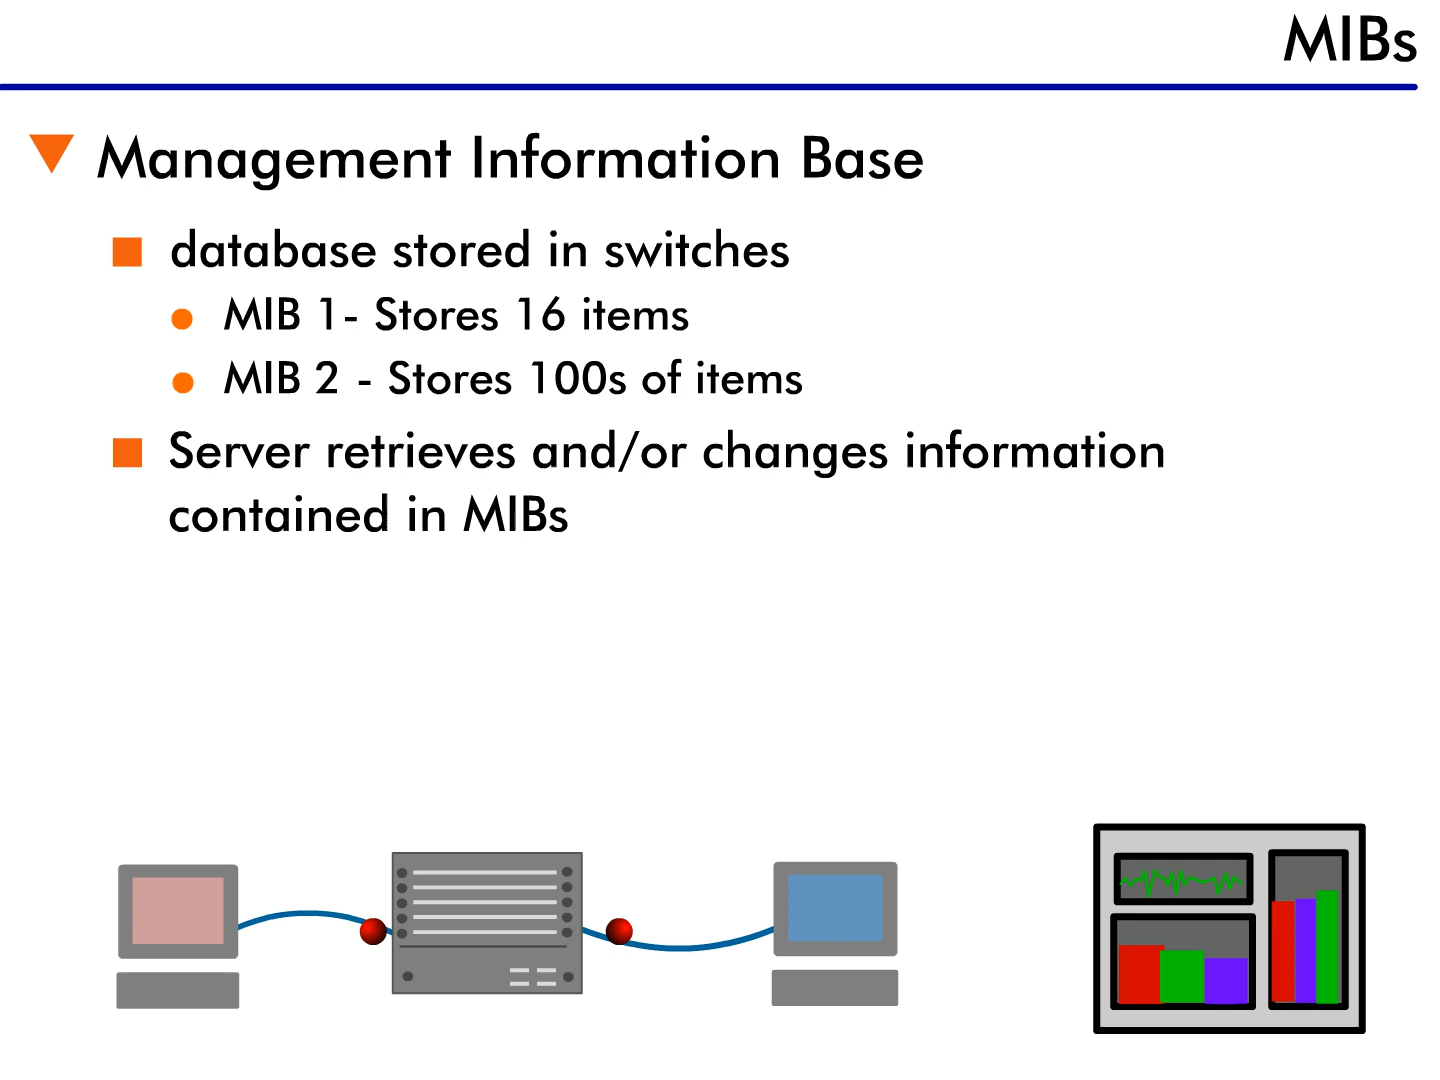 MIBs
Management Information Base
database stored in switches
MIB 1- Stores 16 items
MIB 2 - Stores 100s of items
Server retrieves and/or changes information
contained in MIBs